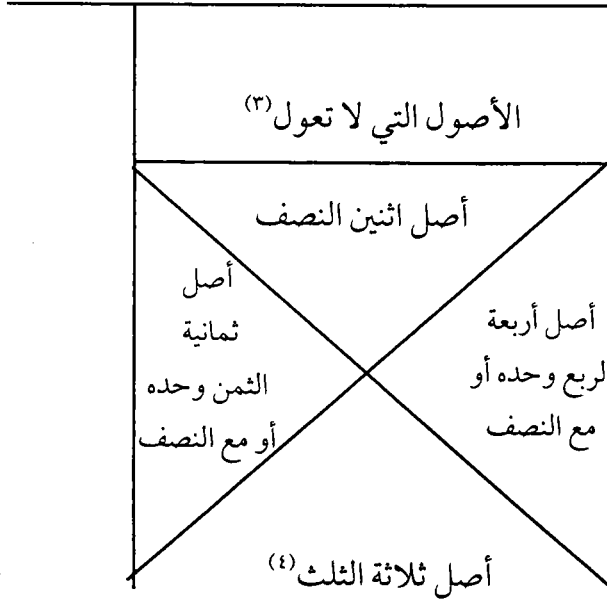 الأصول التي لا تعول(٣)
أصل اثنين النصف
أصل أربعة
لربع وحده أو
مع النصف
أصل
ثمانية
الثمن وحده
أو مع النصف
أصل ثلاثة الثلث(٤)